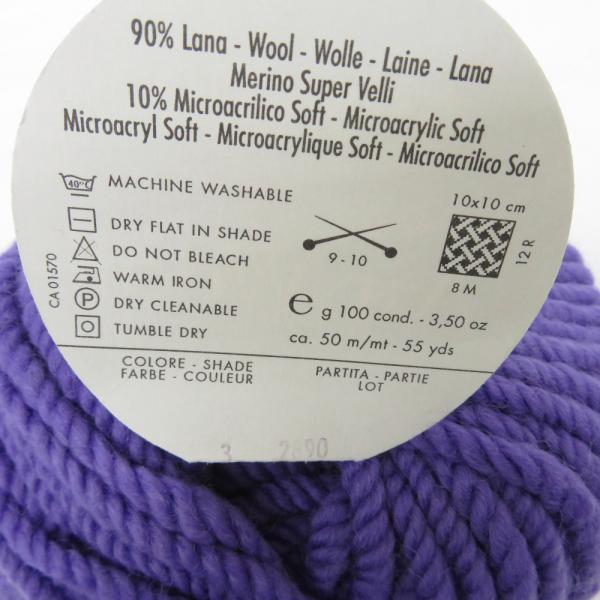 90% Lana - Wool - Wolle - Laine - Lana
Merino Super Velli
10% Microacrilico Soft - Microacrylic Soft
Microacryl Soft - Microacrylique Soft - Microacrilico Soft
40°C MACHINE WASHABLE
DRY FLAT IN SHADE
DO NOT BLEACH
WARM IRON
P DRY CLEANABLE
TUMBLE DRY
CA 01570
9 - 10
10x10 cm
12 R
8 M
e g 100 cond. - 3,50 oz
ca. 50 m/mt - 55 yds
COLORE - SHADE
FARBE - COULEUR
PARTITA - PARTIE
LOT
3 2890